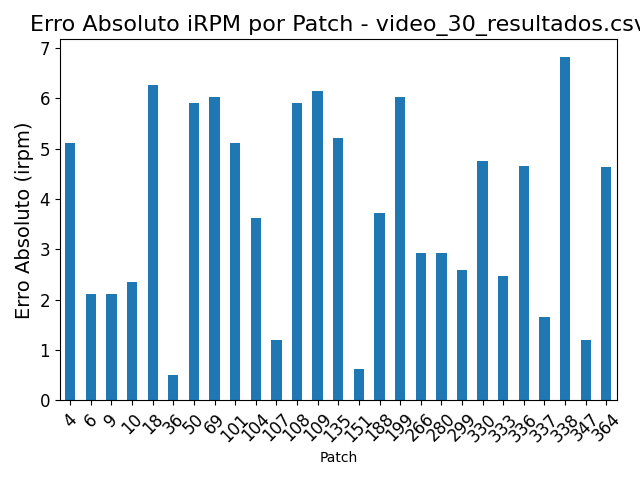 Erro Absoluto iRPM por Patch - video_30_resultados.csv
Erro Absoluto (irpm)
7
6
5
4
3
2
1
0
4 6 9 10 18 36 50 69 101 104 107 108 109 135 151 188 199 266 280 299 330 333 336 337 338 347 364
Patch